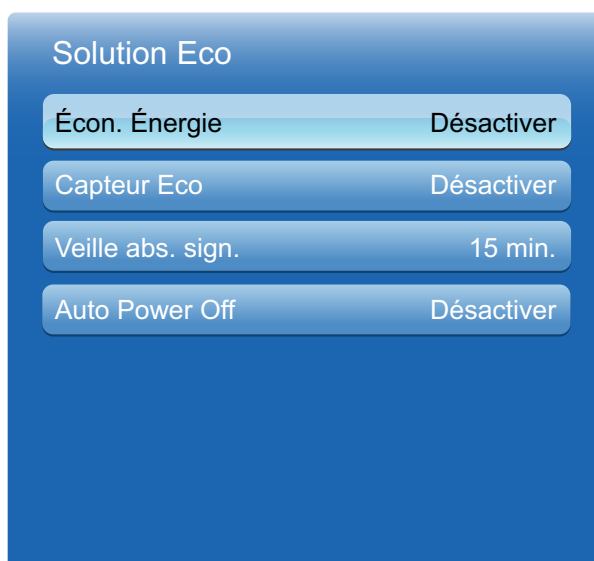 Solution Eco
Écon. Énergie Désactiver
Capteur Eco Désactiver
Veille abs. sign. 15 min.
Auto Power Off Désactiver